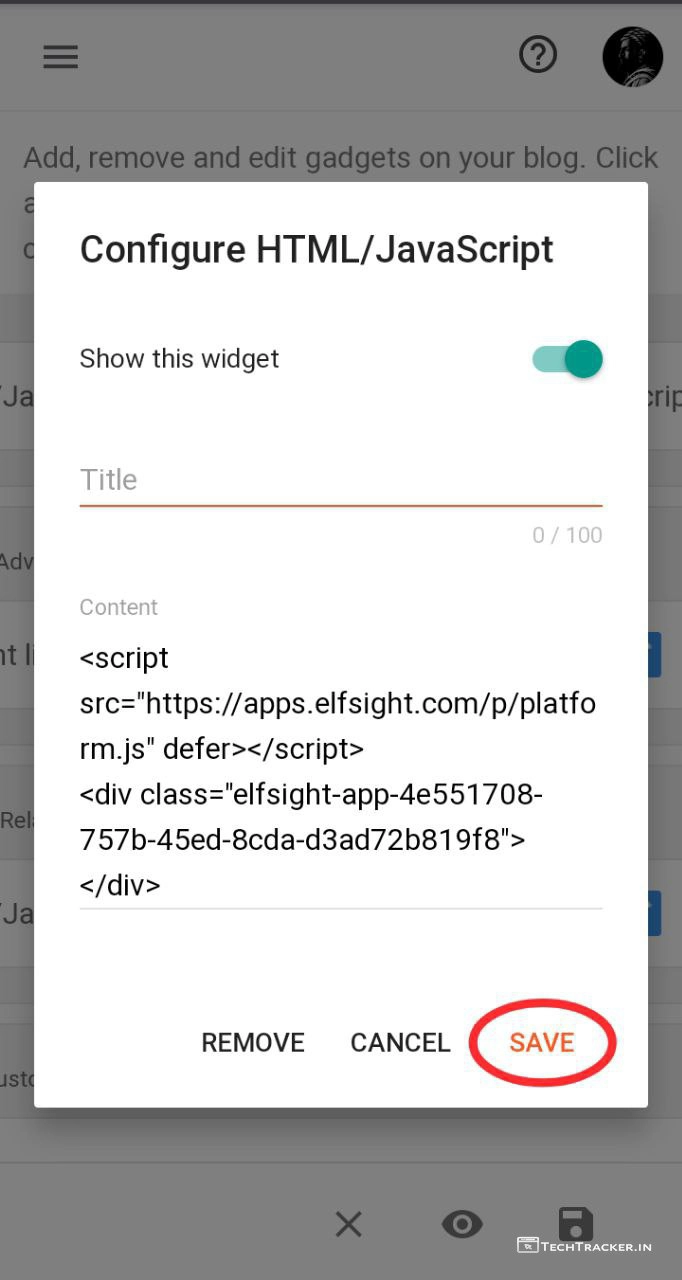 Add, remove and edit gadgets on your blog. Click
Configure HTML/JavaScript
Show this widget
Title
0 / 100
Content
<script
src="https://apps.elfsight.com/p/platfo
rm.js" defer></script>
<div class="elfsight-app-4e551708-
757b-45ed-8cda-d3ad72b819f8">
</div>
REMOVE CANCEL SAVE
TECHTRACKER.IN